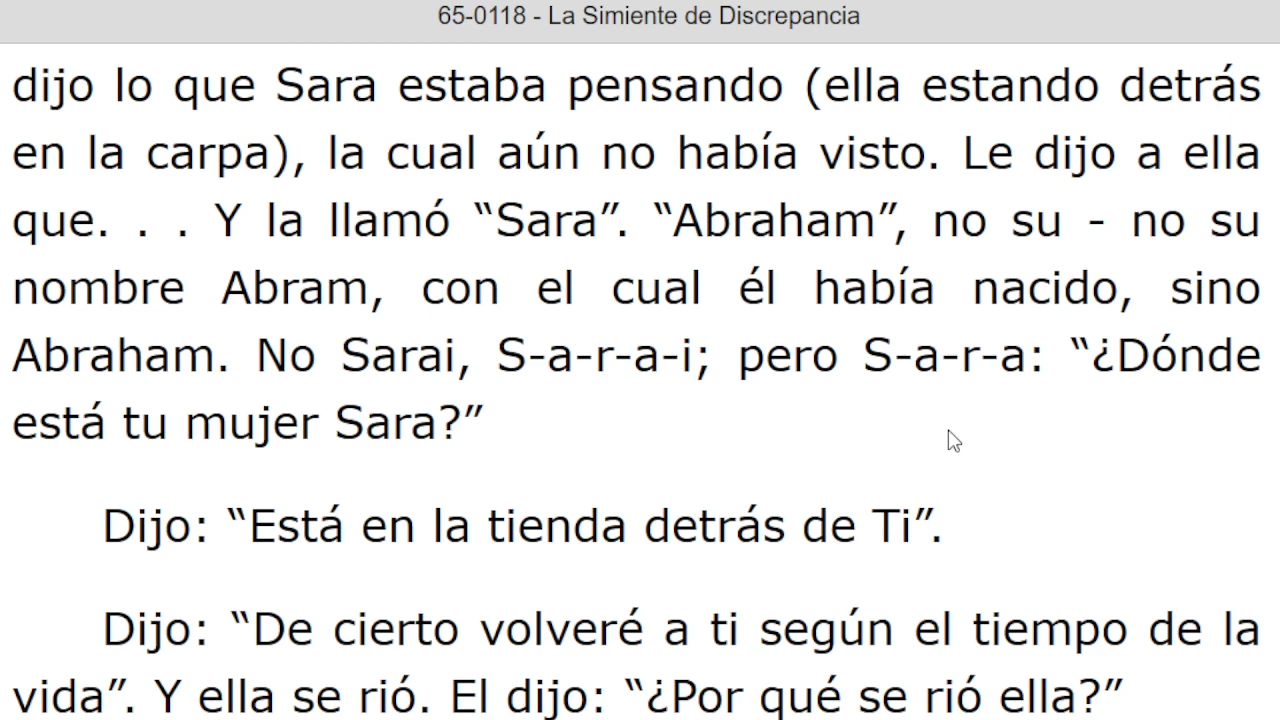 65-0118 - La Simiente de Discrepancia
dijo lo que Sara estaba pensando (ella estando detrás
en la carpa), la cual aún no había visto. Le dijo a ella
que. . . Y la llamó “Sara”. “Abraham”, no su - no su
nombre Abram, con el cual él había nacido, sino
Abraham. No Sarai, S-a-r-a-i; pero S-a-r-a: “¿Dónde
está tu mujer Sara?”
Dijo: “Está en la tienda detrás de Ti”.
Dijo: “De cierto volveré a ti según el tiempo de la
vida”. Y ella se rió. El dijo: “¿Por qué se rió ella?”